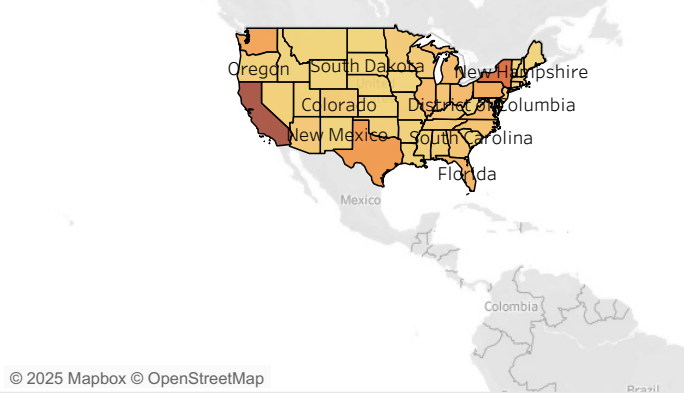 Oregon
South Dakota
New Hampshire
Colorado
District of Columbia
New Mexico
South Carolina
Florida
Mexico
Colombia
Brazil
© 2025 Mapbox © OpenStreetMap